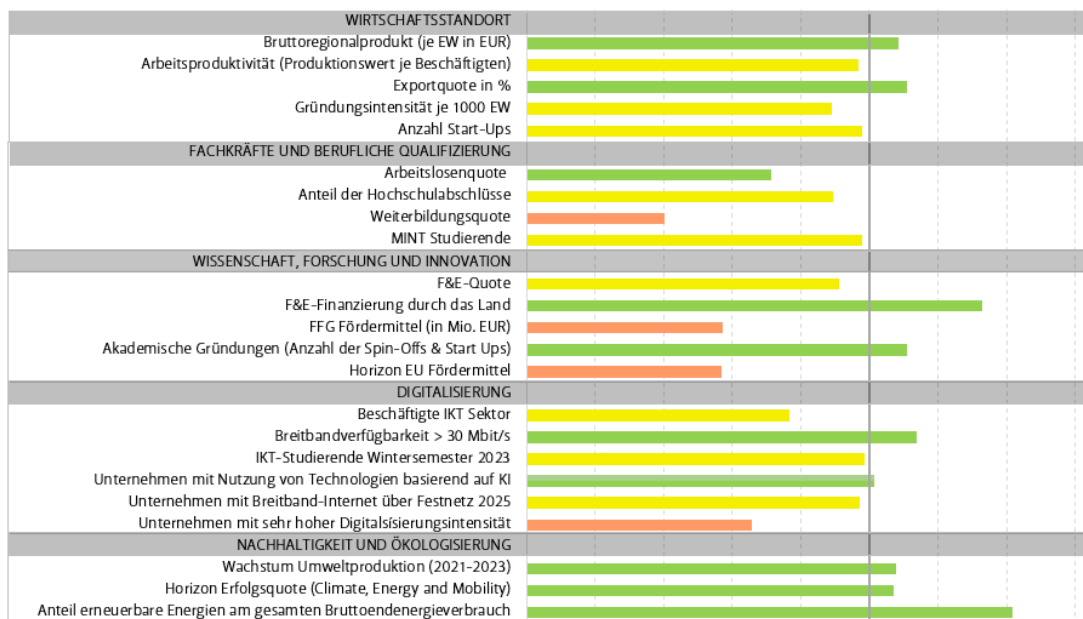 WIRTSCHAFTSSTANDORT
Bruttoregionalprodukt (je EW in EUR)
Arbeitsproduktivität (Produktionswert je Beschäftigten)
Exportquote in %
Gründungsintensität je 1000 EW
Anzahl Start-Ups
FACHKRÄFTE UND BERUFLICHE QUALIFIZIERUNG
Arbeitslosenquote
Anteil der Hochschulabschlüsse
Weiterbildungsquote
MINT Studierende
WISSENSCHAFT, FORSCHUNG UND INNOVATION
F&E-Quote
F&E-Finanzierung durch das Land
FFG Fördermittel (in Mio. EUR)
Akademische Gründungen (Anzahl der Spin-Offs & Start Ups)
Horizon EU Fördermittel
DIGITALISIERUNG
Beschäftigte IKT Sektor
Breitbandverfügbarkeit > 30 Mbit/s
IKT-Studierende Wintersemester 2023
Unternehmen mit Nutzung von Technologien basierend auf KI
Unternehmen mit Breitband-Internet über Festnetz 2025
Unternehmen mit sehr hoher Digitalsísierungsintensität
NACHHALTIGKEIT UND ÖKOLOGISIERUNG
Wachstum Umweltproduktion (2021-2023)
Horizon Erfolgsquote (Climate, Energy and Mobility)
Anteil erneuerbare Energien am gesamten Bruttoendenergieverbrauch